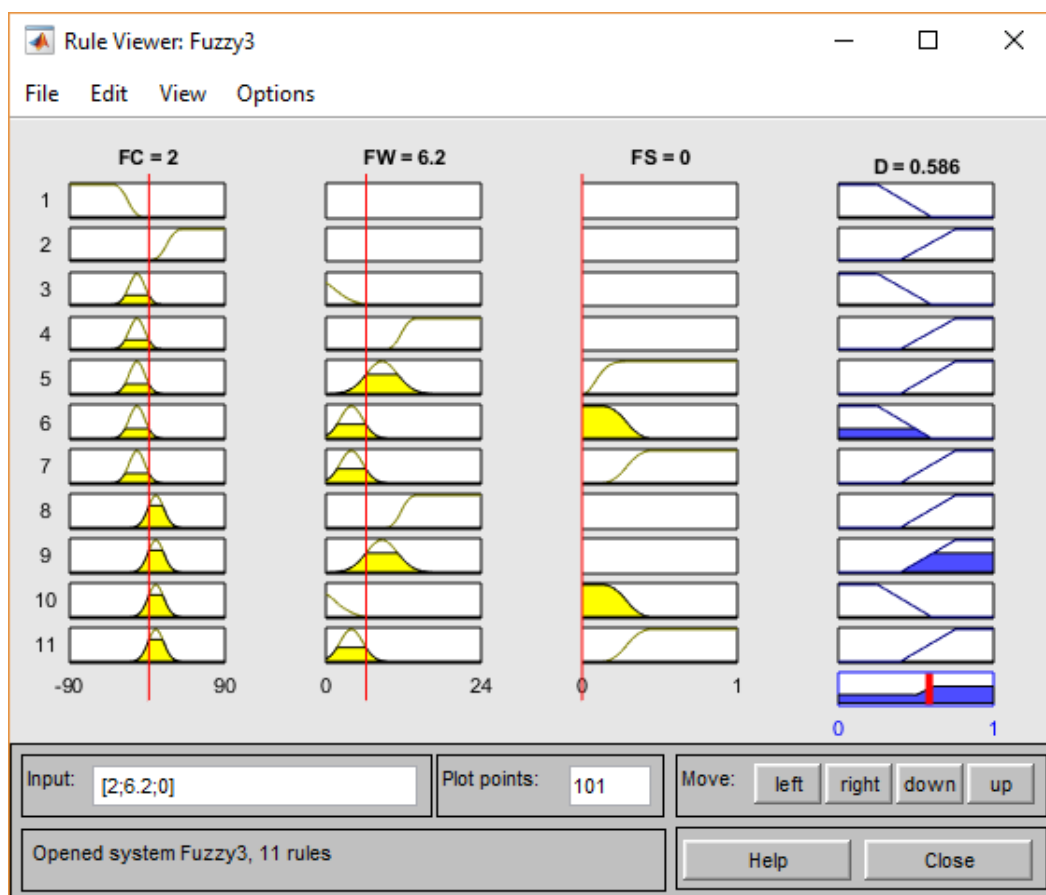 Rule Viewer: Fuzzy3
File Edit View Options
FC = 2 FW = 6.2 FS = 0 D = 0.586
1
2
3
4
5
6
7
8
9
10
11
-90 90 0 24 0 1
0 1
Input: [2;6.2;0] Plot points: 101 Move: left right down up
Opened system Fuzzy3, 11 rules Help Close